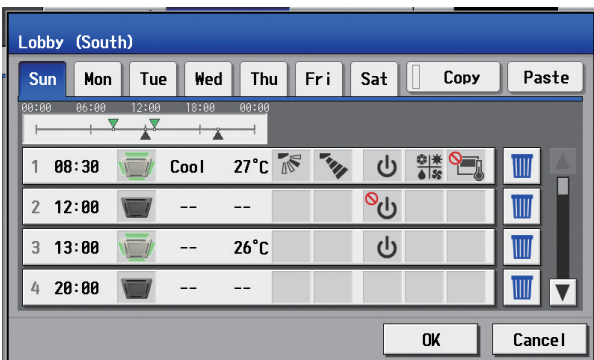 Lobby (South)
Sun Mon Tue Wed Thu Fri Sat Copy Paste
00:00 06:00 12:00 18:00 00:00
1 08:30 Cool 27°C
2 12:00 -- --
3 13:00 -- 26°C
4 20:00 -- --
OK Cancel